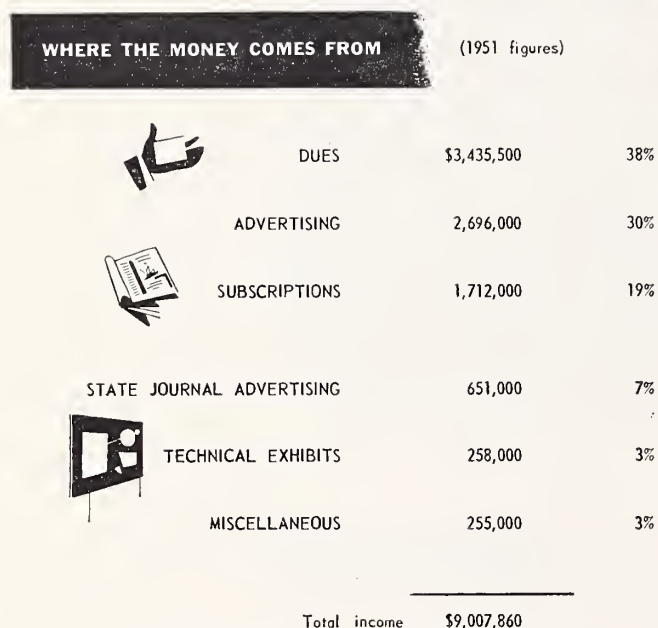 WHERE THE MONEY COMES FROM (1951 figures)
DUES $3,435,500 38%
ADVERTISING 2,696,000 30%
SUBSCRIPTIONS 1,712,000 19%
STATE JOURNAL ADVERTISING 651,000 7%
TECHNICAL EXHIBITS 258,000 3%
MISCELLANEOUS 255,000 3%
Total income $9,007,860